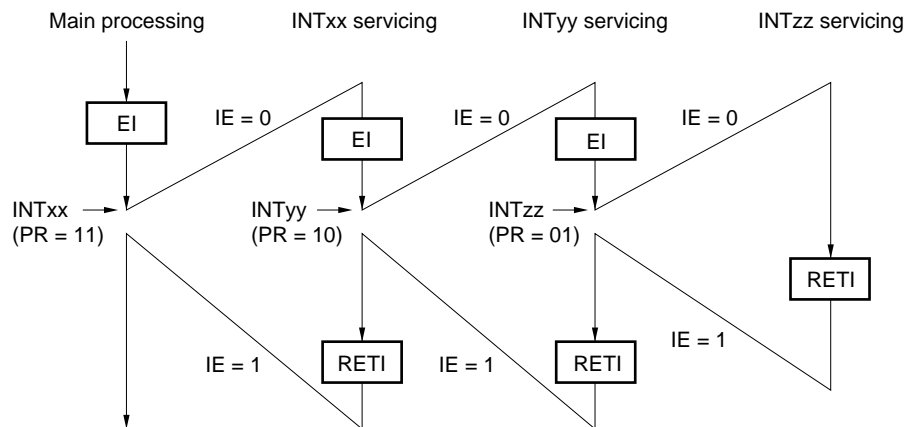 Main processing
INTxx servicing
INTyy servicing
INTzz servicing
EI
IE = 0
EI
IE = 0
EI
IE = 0
INTxx
(PR = 11)
INTyy
(PR = 10)
INTzz
(PR = 01)
RETI
IE = 1
RETI
IE = 1
RETI
IE = 1